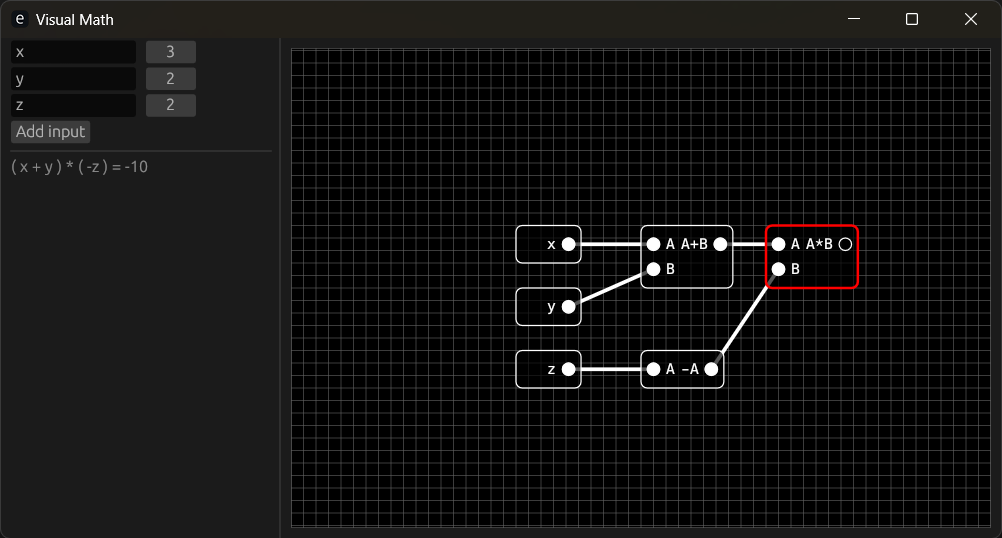 e Visual Math
x 3
y 2
z 2
Add input
( x + y ) * ( -z ) = -10
x A A+B A A*B
B B
y
z A -A